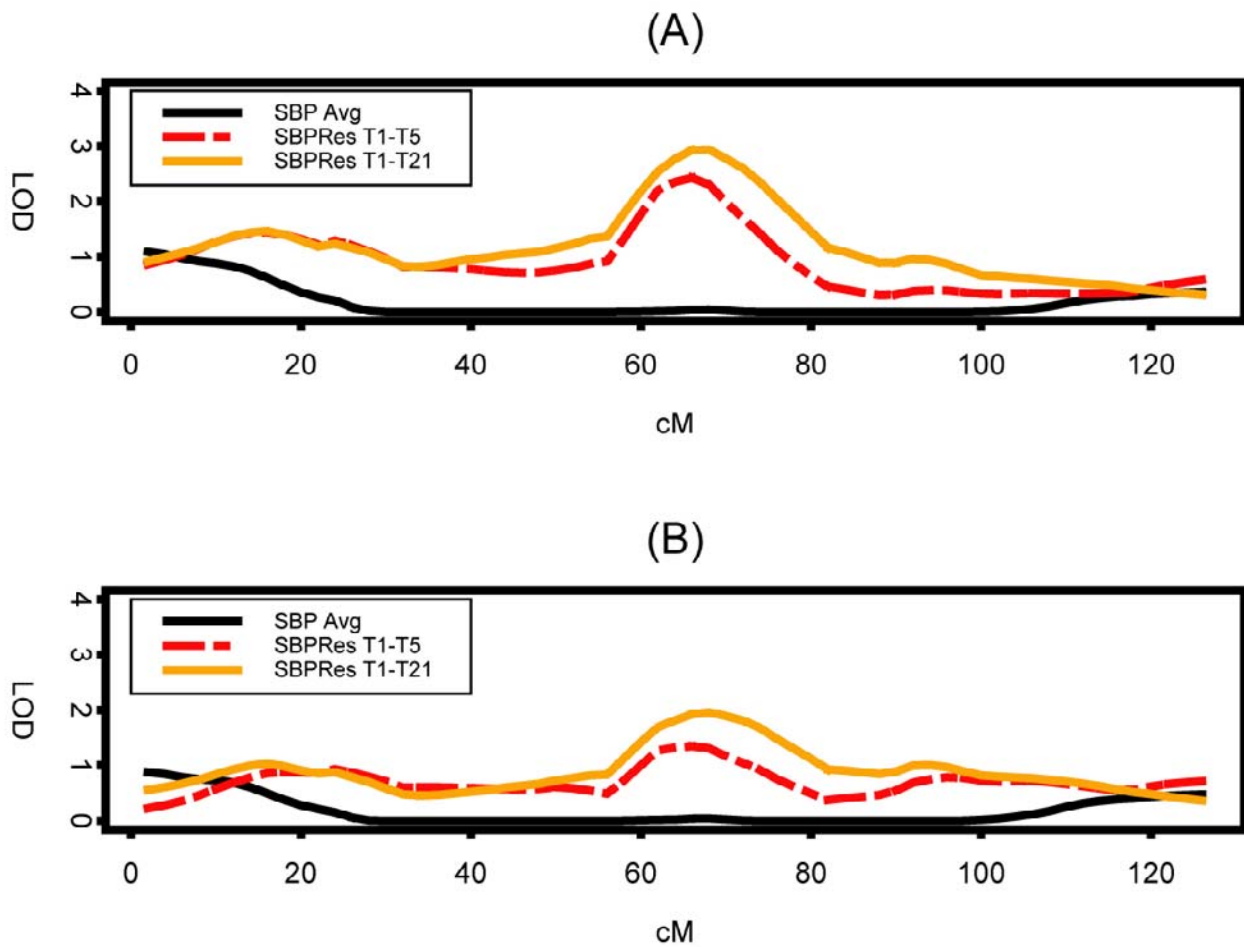 (A)
LOD
4
3
2
1
0
SBP Avg
SBPRes T1-T5
SBPRes T1-T21
0 20 40 60 80 100 120
cM
(B)
LOD
4
3
2
1
0
SBP Avg
SBPRes T1-T5
SBPRes T1-T21
0 20 40 60 80 100 120
cM